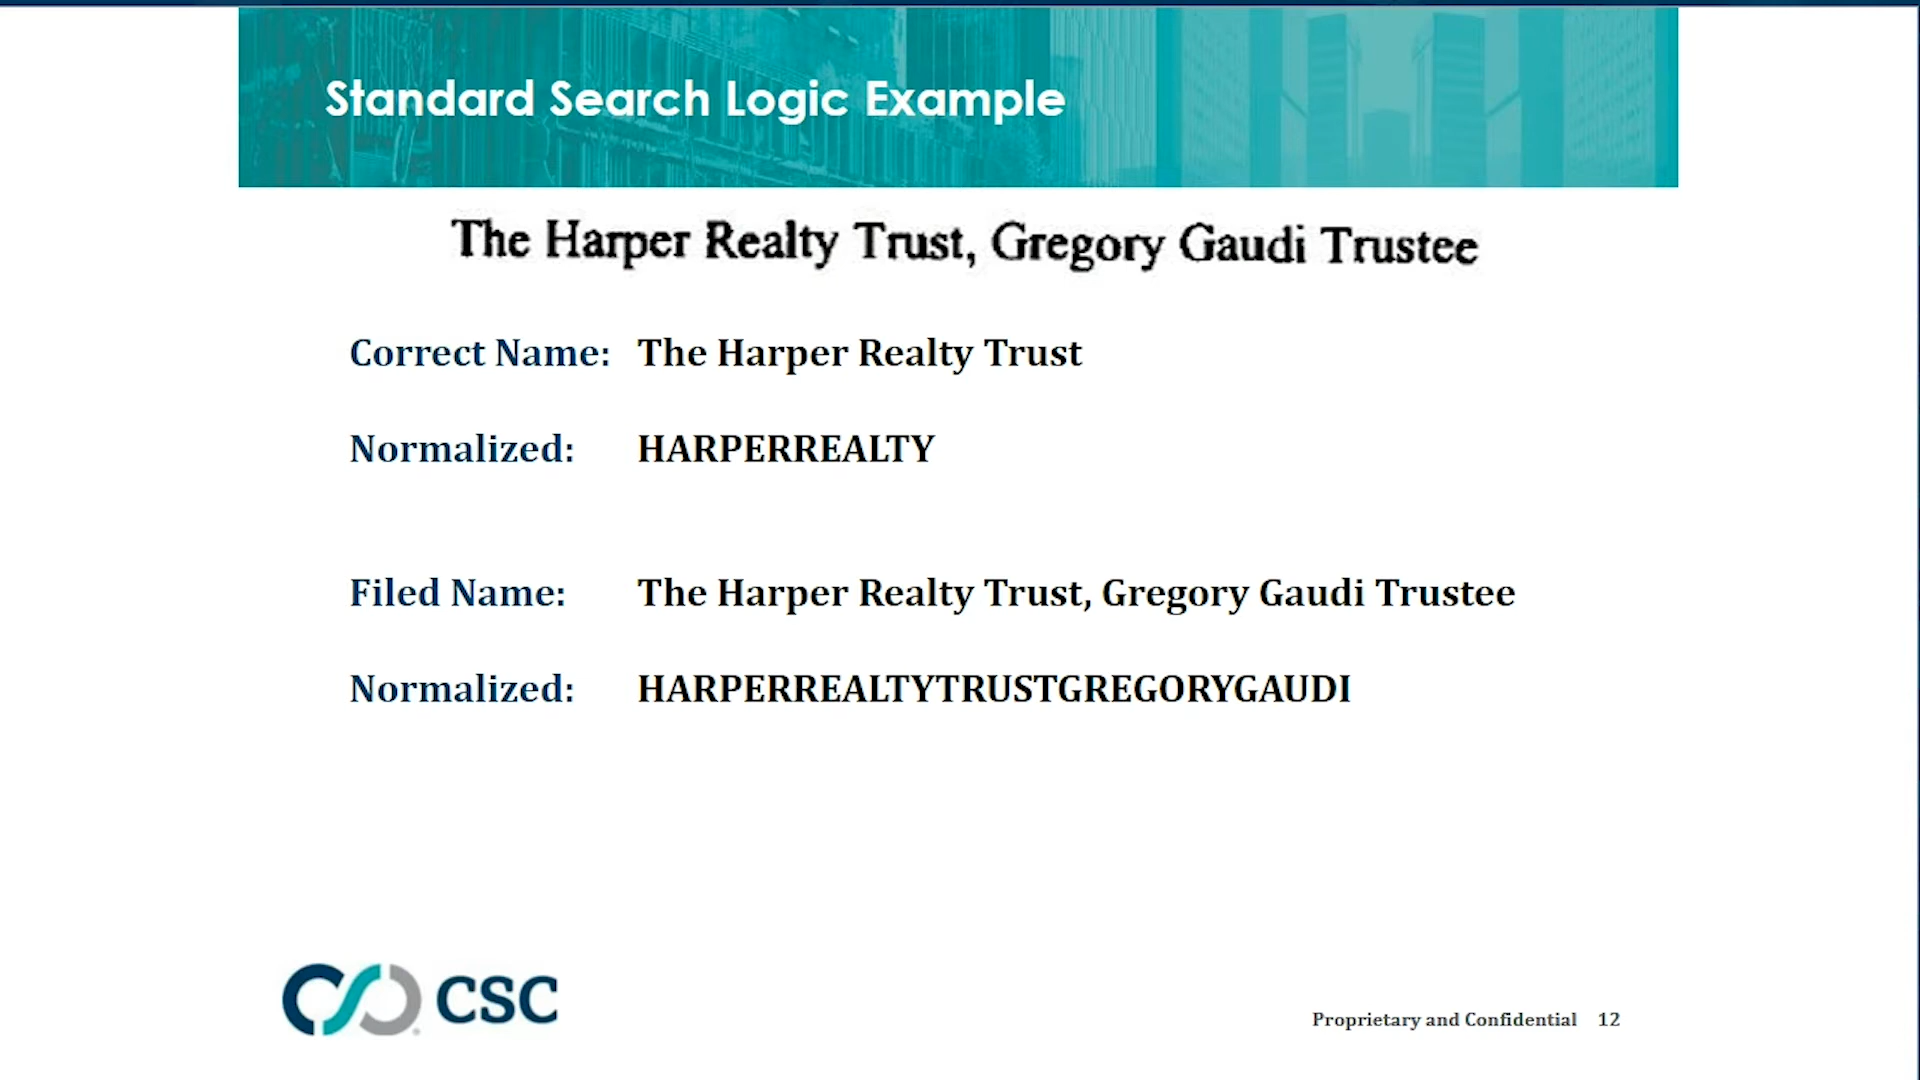 Standard Search Logic Example
The Harper Realty Trust, Gregory Gaudi Trustee
Correct Name: The Harper Realty Trust
Normalized: HARPERREALTY
Filed Name: The Harper Realty Trust, Gregory Gaudi Trustee
Normalized: HARPERREALTYTRUSTGREGORYGAUDI
CSC
Proprietary and Confidential 12